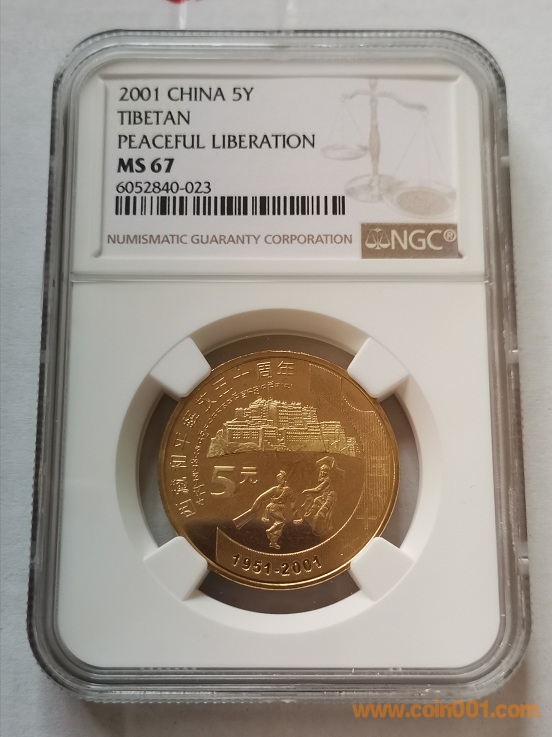 2001 CHINA 5Y
TIBETAN
PEACEFUL LIBERATION
MS 67
6052840-023
NUMISMATIC GUARANTY CORPORATION
NGC®
西藏和平解放五十周年
5元
1951-2001
www.coin001.com